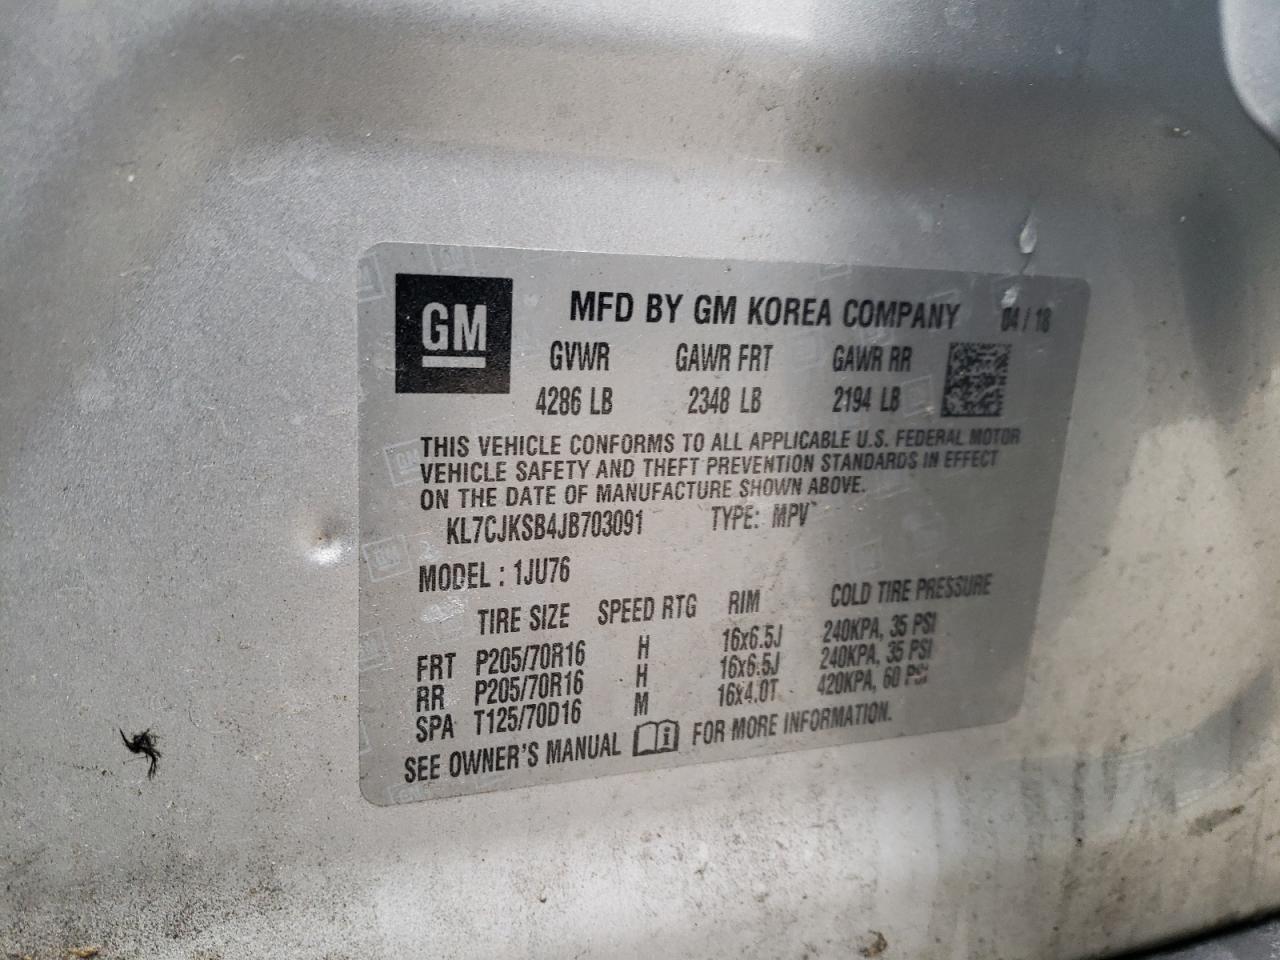 GM
MFD BY GM KOREA COMPANY 04/18
GVWR GAWR FRT GAWR RR
4286 LB 2348 LB 2194 LB
THIS VEHICLE CONFORMS TO ALL APPLICABLE U.S. FEDERAL MOTOR
VEHICLE SAFETY AND THEFT PREVENTION STANDARDS IN EFFECT
ON THE DATE OF MANUFACTURE SHOWN ABOVE.
KL7CJKSB4JB703091 TYPE: MPV
MODEL : 1JU76
TIRE SIZE SPEED RTG RIM COLD TIRE PRESSURE
FRT P205/70R16 H 16x6.5J 240KPA, 35 PSI
RR P205/70R16 H 16x6.5J 240KPA, 35 PSI
SPA T125/70D16 M 16x4.0T 420KPA, 60 PSI
SEE OWNER'S MANUAL FOR MORE INFORMATION.